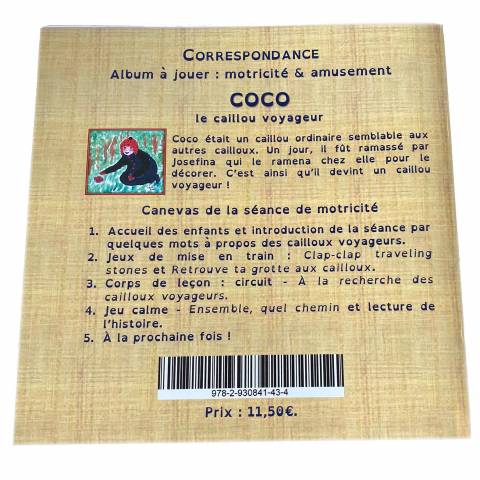 CORRESPONDANCE
Album à jouer : motricité & amusement
COCO
le caillou voyageur
Coco était un caillou ordinaire semblable aux
autres cailloux. Un jour, il fût ramassé par
Josefina qui le ramena chez elle pour le
décorer. C'est ainsi qu'il devint un caillou
voyageur !
Canevas de la séance de motricité
1. Accueil des enfants et introduction de la séance par
quelques mots à propos des cailloux voyageurs.
2. Jeux de mise en train : Clap-clap traveling
stones et Retrouve ta grotte aux cailloux.
3. Corps de leçon : circuit - À la recherche des
cailloux voyageurs.
4. Jeu calme - Ensemble, quel chemin et lecture de
l'histoire.
5. À la prochaine fois !
978-2-930841-43-4
Prix : 11,50€.